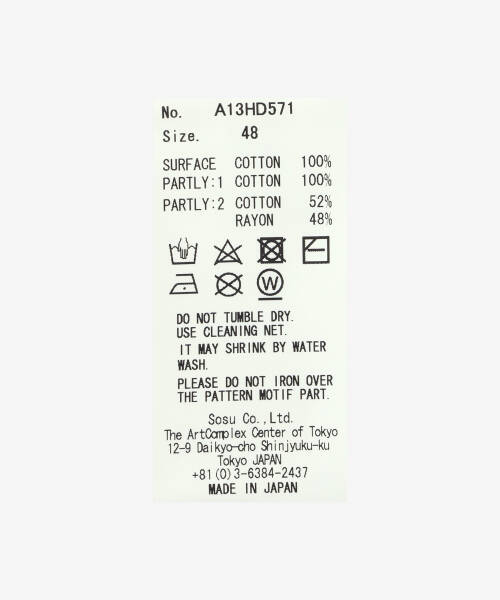 No. A13HD571
Size. 48
SURFACE COTTON 100%
PARTLY:1 COTTON 100%
PARTLY:2 COTTON 52%
RAYON 48%
W
DO NOT TUMBLE DRY.
USE CLEANING NET.
IT MAY SHRINK BY WATER
WASH.
PLEASE DO NOT IRON OVER
THE PATTERN MOTIF PART.
Sosu Co.,Ltd.
The ArtComplex Center of Tokyo
12-9 Daikyo-cho Shinjyuku-ku
Tokyo JAPAN
+81(0)3-6384-2437
MADE IN JAPAN